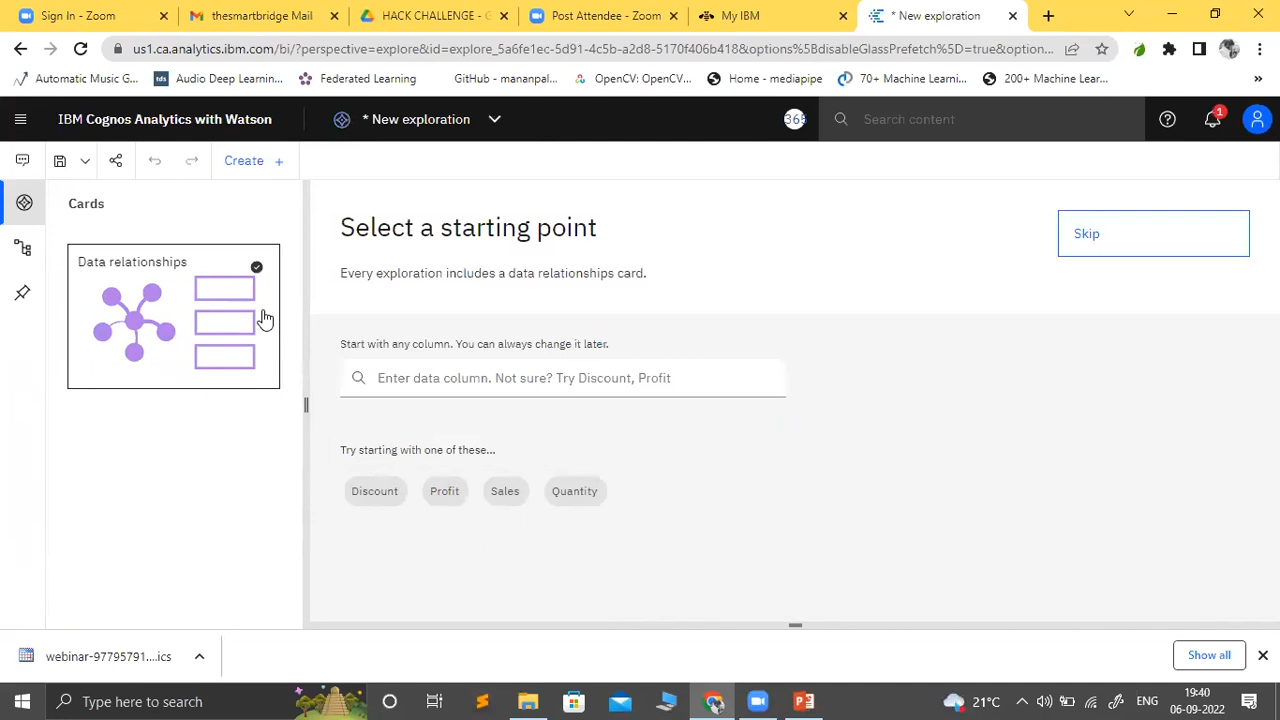 Sign In - Zoom
thesmartbridge Mail
HACK CHALLENGE - G
Post Attendee - Zoom
My IBM
* New exploration
us1.ca.analytics.ibm.com/bi/?perspective=explore&id=explore_5a6fe1ec-5d91-4c5b-a2d8-5170f406b418&options%5BdisableGlassPrefetch%5D=true&option...
Automatic Music G...
tds Audio Deep Learnin...
Federated Learning
GitHub - mananpal...
OpenCV: OpenCV...
Home - mediapipe
70+ Machine Learni...
200+ Machine Lear...
IBM Cognos Analytics with Watson
* New exploration
365
Search content
1
Create +
Cards
Select a starting point
Skip
Data relationships
Every exploration includes a data relationships card.
Start with any column. You can always change it later.
Enter data column. Not sure? Try Discount, Profit
Try starting with one of these...
Discount
Profit
Sales
Quantity
webinar-97795791....ics
Show all
Type here to search
21°C
ENG
19:40
06-09-2022